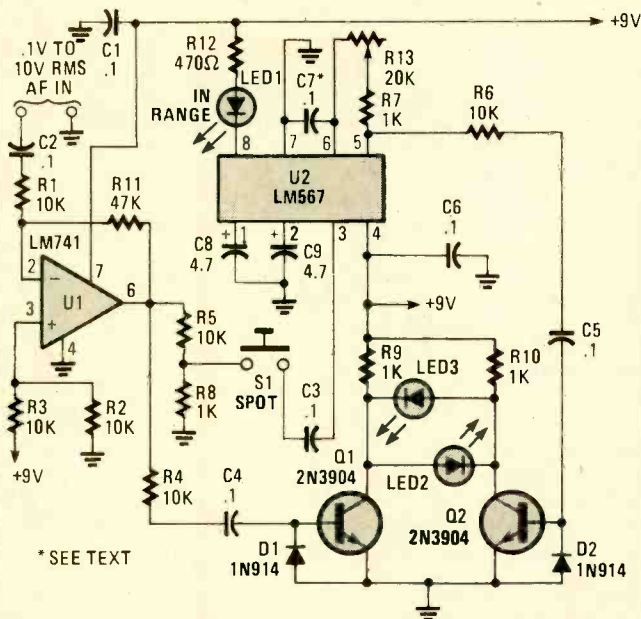 +9V
C1
.1
.1V TO
10V RMS
AF IN
R12
470Ω
LED1
IN
RANGE
C7*
.1
R13
20K
R7
1K
R6
10K
8
7
6
5
U2
LM567
C2
.1
R1
10K
R11
47K
LM741
2
7
U1
6
3
4
+
1
C8
4.7
+
2
C9
4.7
3
4
C6
.1
+9V
R5
10K
R8
1K
S1
SPOT
C3
.1
R9
1K
LED3
R10
1K
C5
.1
R3
10K
R2
10K
+9V
R4
10K
C4
.1
Q1
2N3904
LED2
Q2
2N3904
D1
1N914
D2
1N914
* SEE TEXT